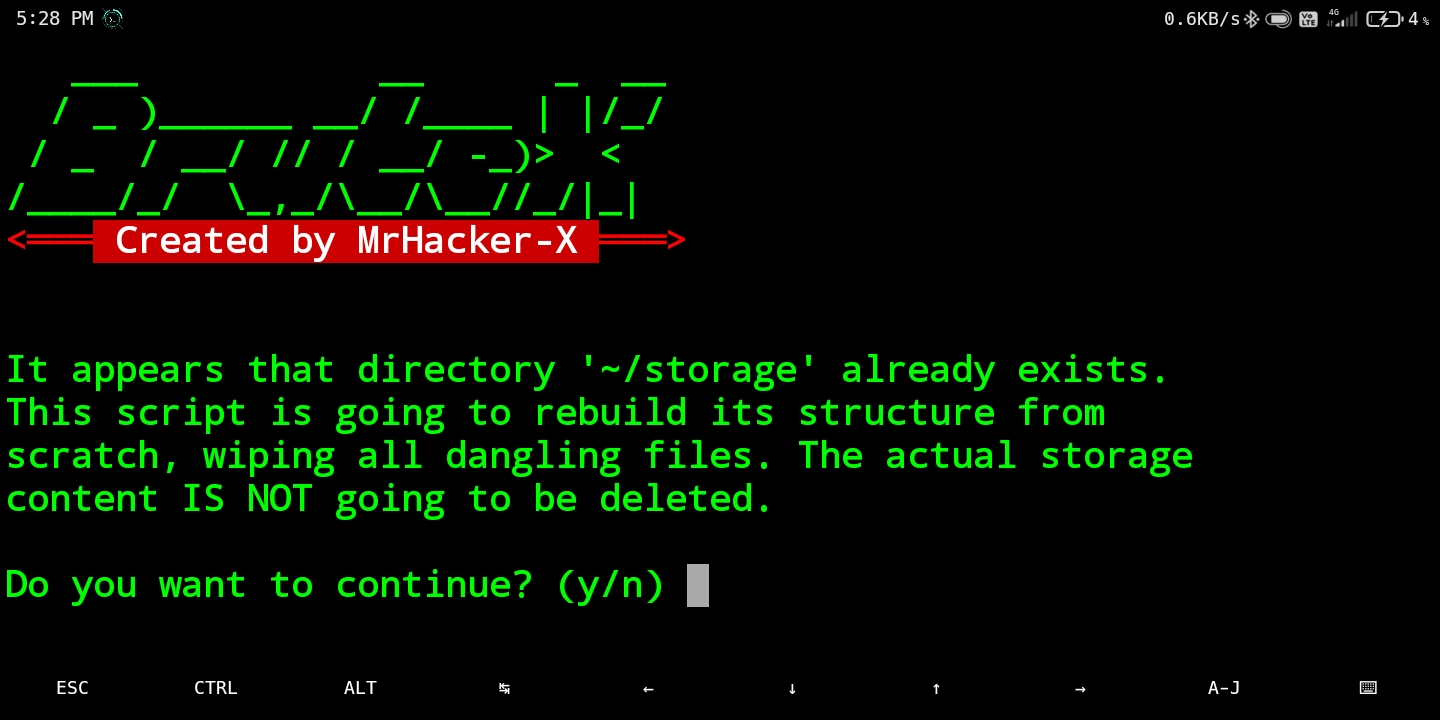 5:28 PM 0.6KB/s Vo LTE 4G 4 %
   ___           __      _  __
  / _ )______ __/ /____ | |/_/
 / _  / __/ // / __/ -_)>  <
/____/_/  \_,_/\__/\__//_/|_|
<═══ Created by MrHacker-X ═══>
It appears that directory '~/storage' already exists.
This script is going to rebuild its structure from
scratch, wiping all dangling files. The actual storage
content IS NOT going to be deleted.
Do you want to continue? (y/n)
ESC CTRL ALT ↹ ← ↓ ↑ → A-J ⌨